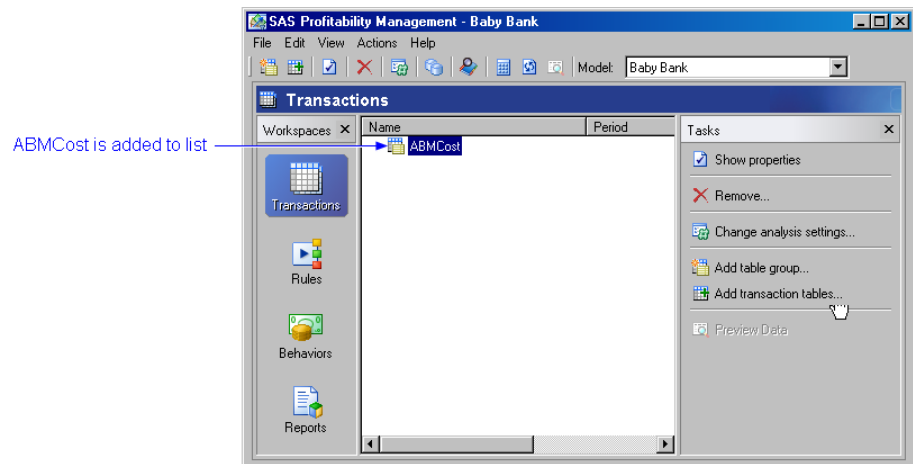 SAS Profitability Management - Baby Bank
File Edit View Actions Help
Model: Baby Bank
Transactions
Workspaces
Name Period
Tasks
ABMCost is added to list
ABMCost
Transactions
Rules
Behaviors
Reports
Show properties
Remove...
Change analysis settings...
Add table group...
Add transaction tables...
Preview Data